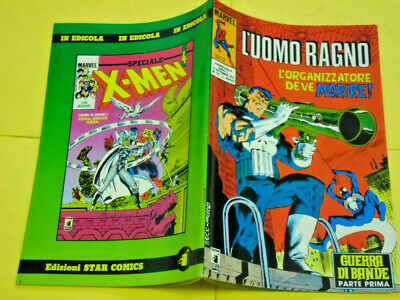 IN EDICOLA IN EDICOLA IN EDICOLA
MARVEL
SPECIALE
X-MEN
Edizioni STAR COMICS
MARVEL
L'UOMO RAGNO
L'ORGANIZZATORE
DEVE MORIRE!
GUERRA
DI BANDE
PARTE PRIMA